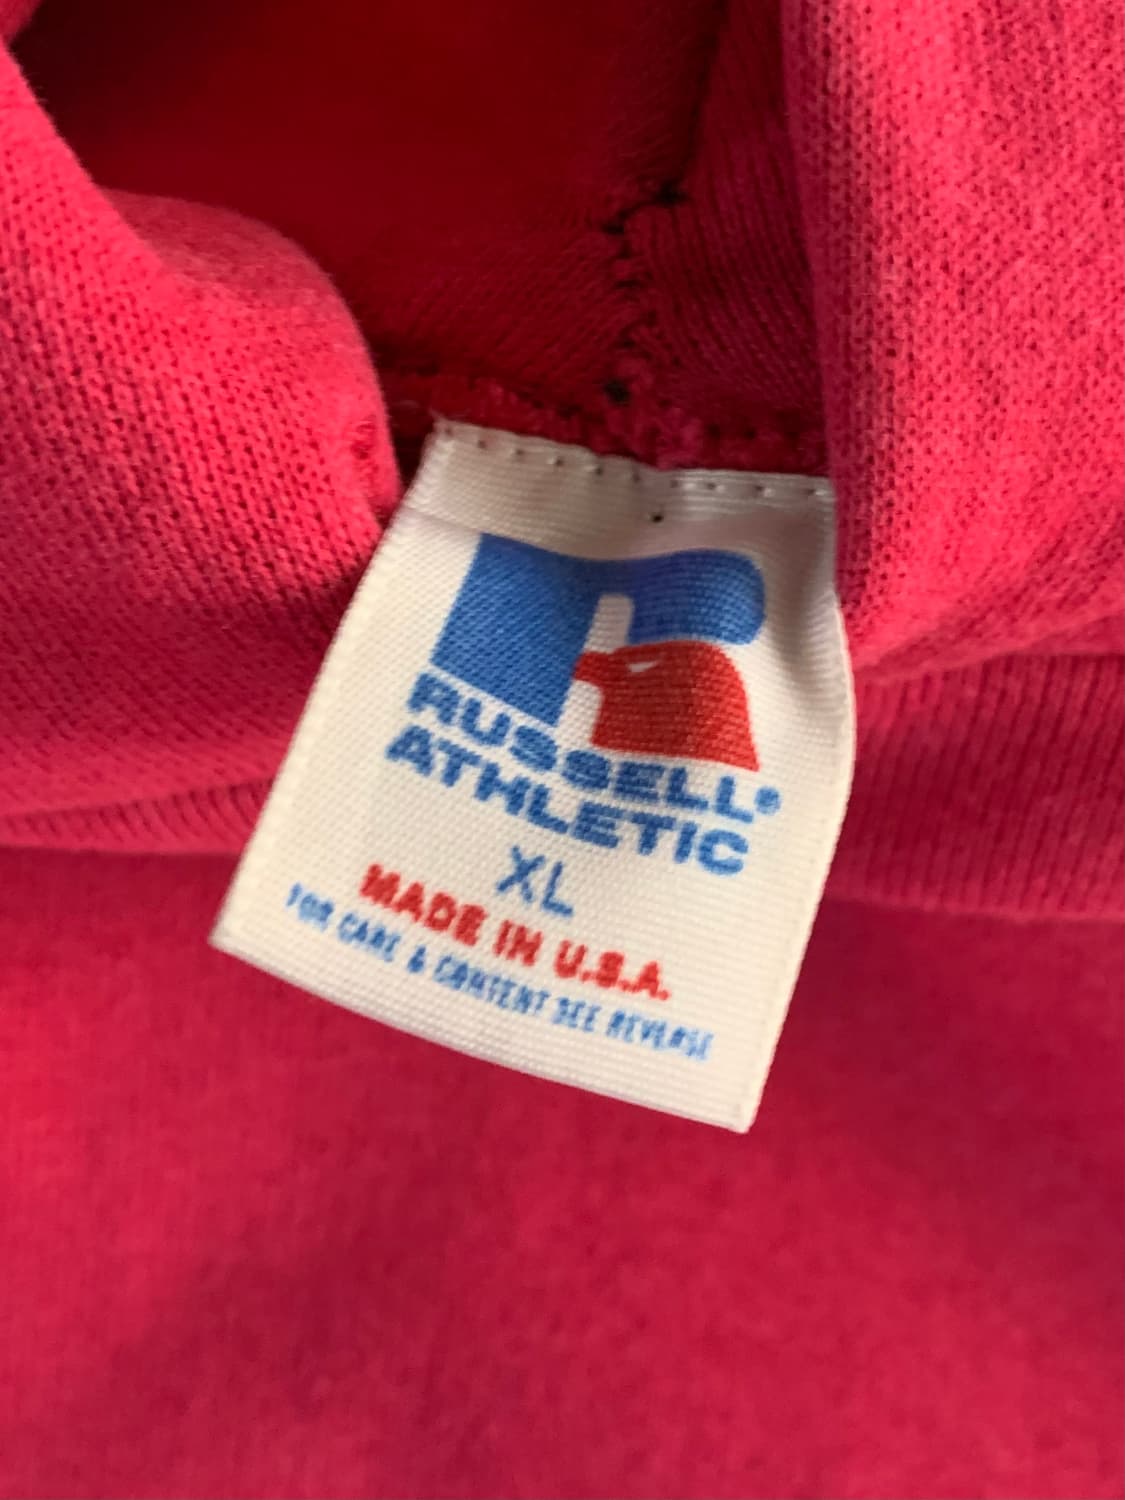 RUSSELL®
ATHLETIC
XL
MADE IN U.S.A.
FOR CARE & CONTENT SEE REVERSE